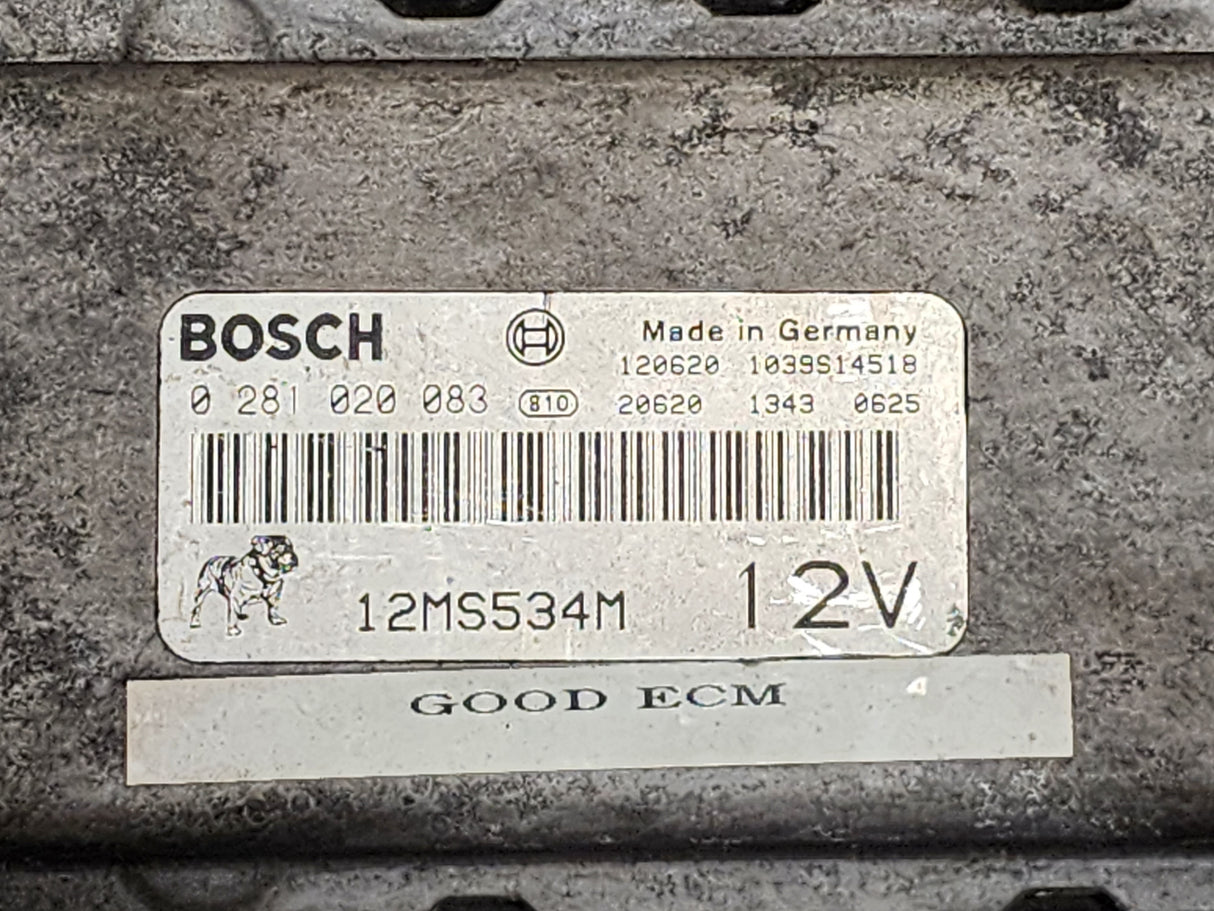 BOSCH
Made in Germany
120620 1039S14518
0 281 020 083 810 20620 1343 0625
12MS534M 12V
GOOD ECM